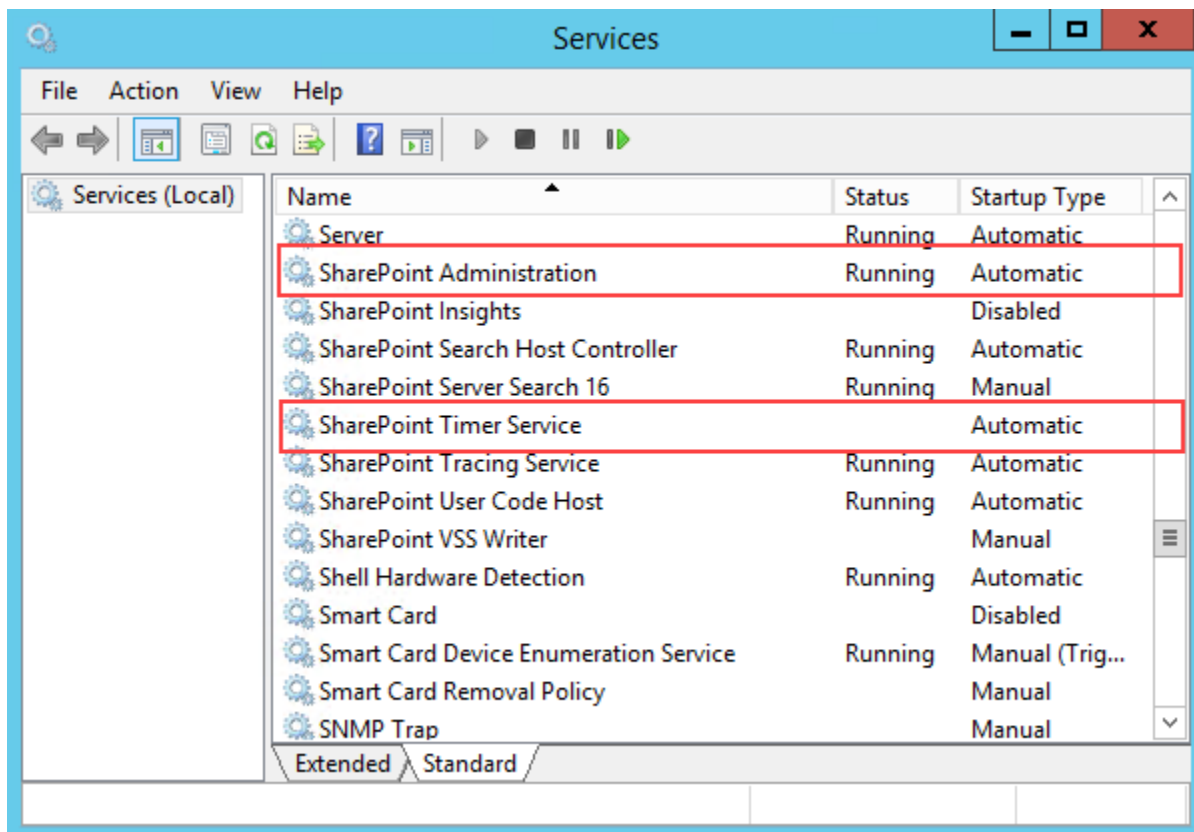 Services
File Action View Help
Services (Local)
Name Status Startup Type
Server Running Automatic
SharePoint Administration Running Automatic
SharePoint Insights Disabled
SharePoint Search Host Controller Running Automatic
SharePoint Server Search 16 Running Manual
SharePoint Timer Service Automatic
SharePoint Tracing Service Running Automatic
SharePoint User Code Host Running Automatic
SharePoint VSS Writer Manual
Shell Hardware Detection Running Automatic
Smart Card Disabled
Smart Card Device Enumeration Service Running Manual (Trig...
Smart Card Removal Policy Manual
SNMP Trap Manual
Extended Standard